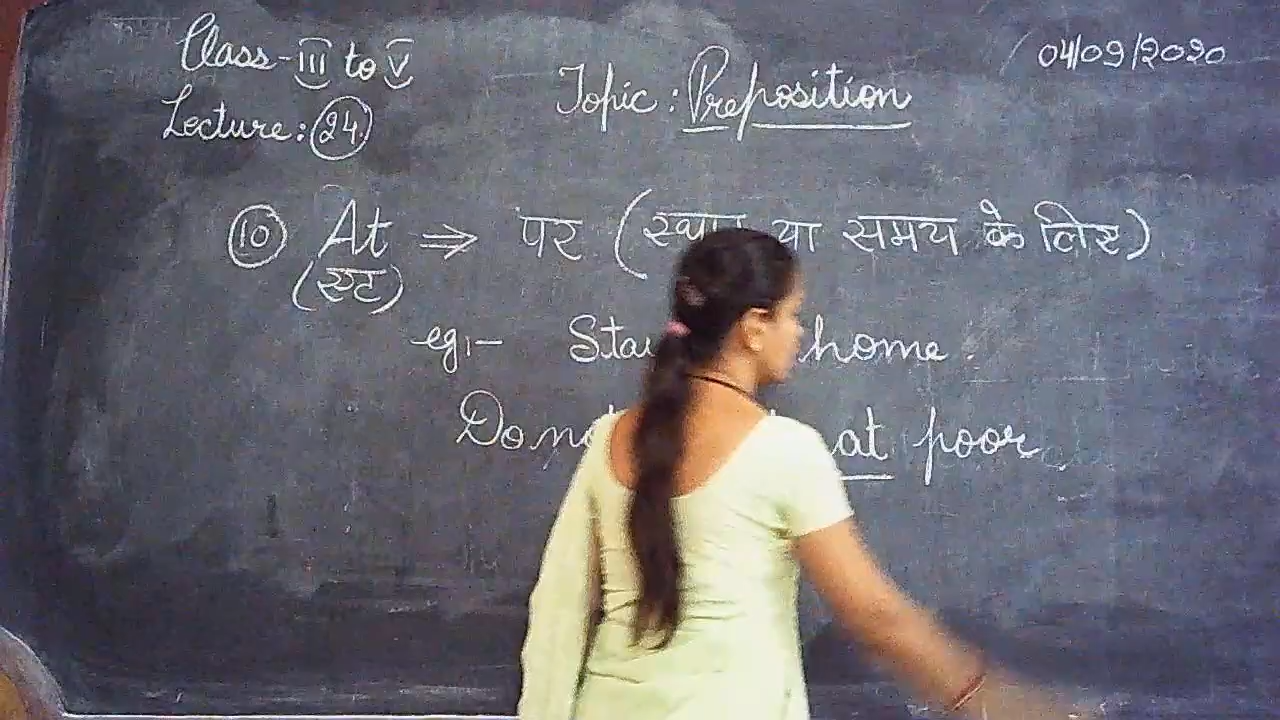 Class-III to V
Lecture: 24.
Topic: Preposition
04/09/2020
10 At ⇒ पर ( या समय के लिए)
(एट)
eg:- home.
Do at poor